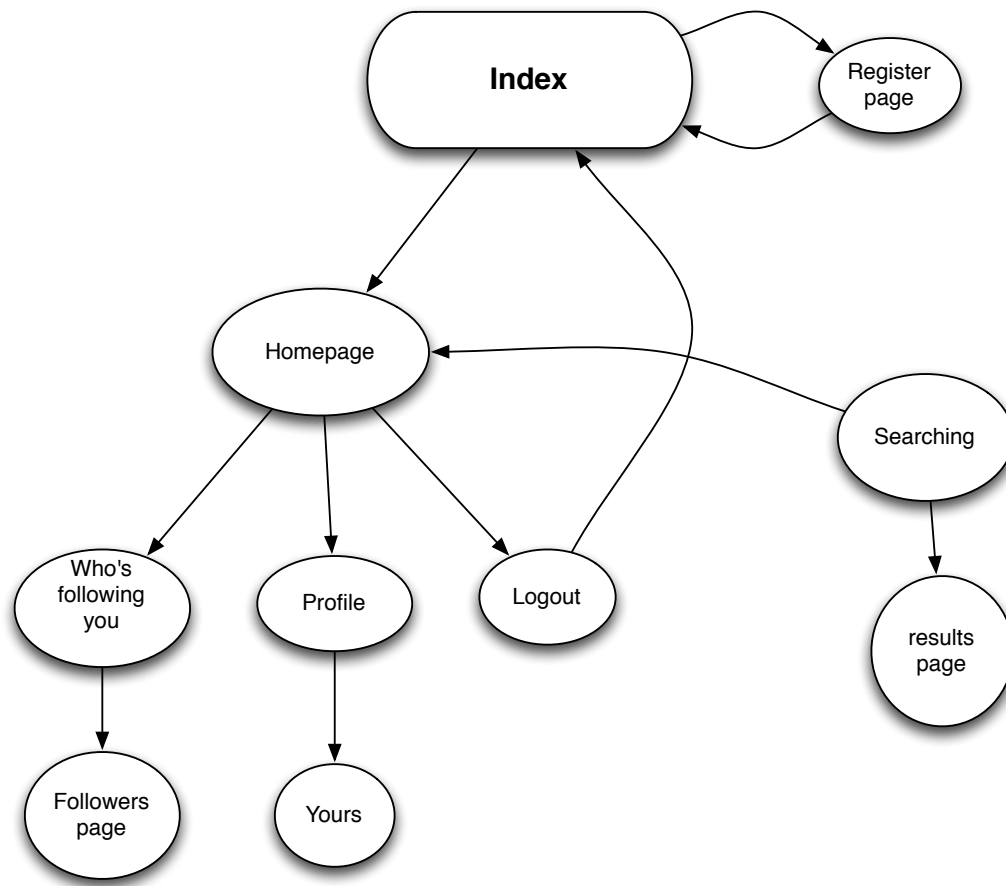 Index
Register
page
Homepage
Searching
Who's
following
you
Profile
Logout
results
page
Followers
page
Yours